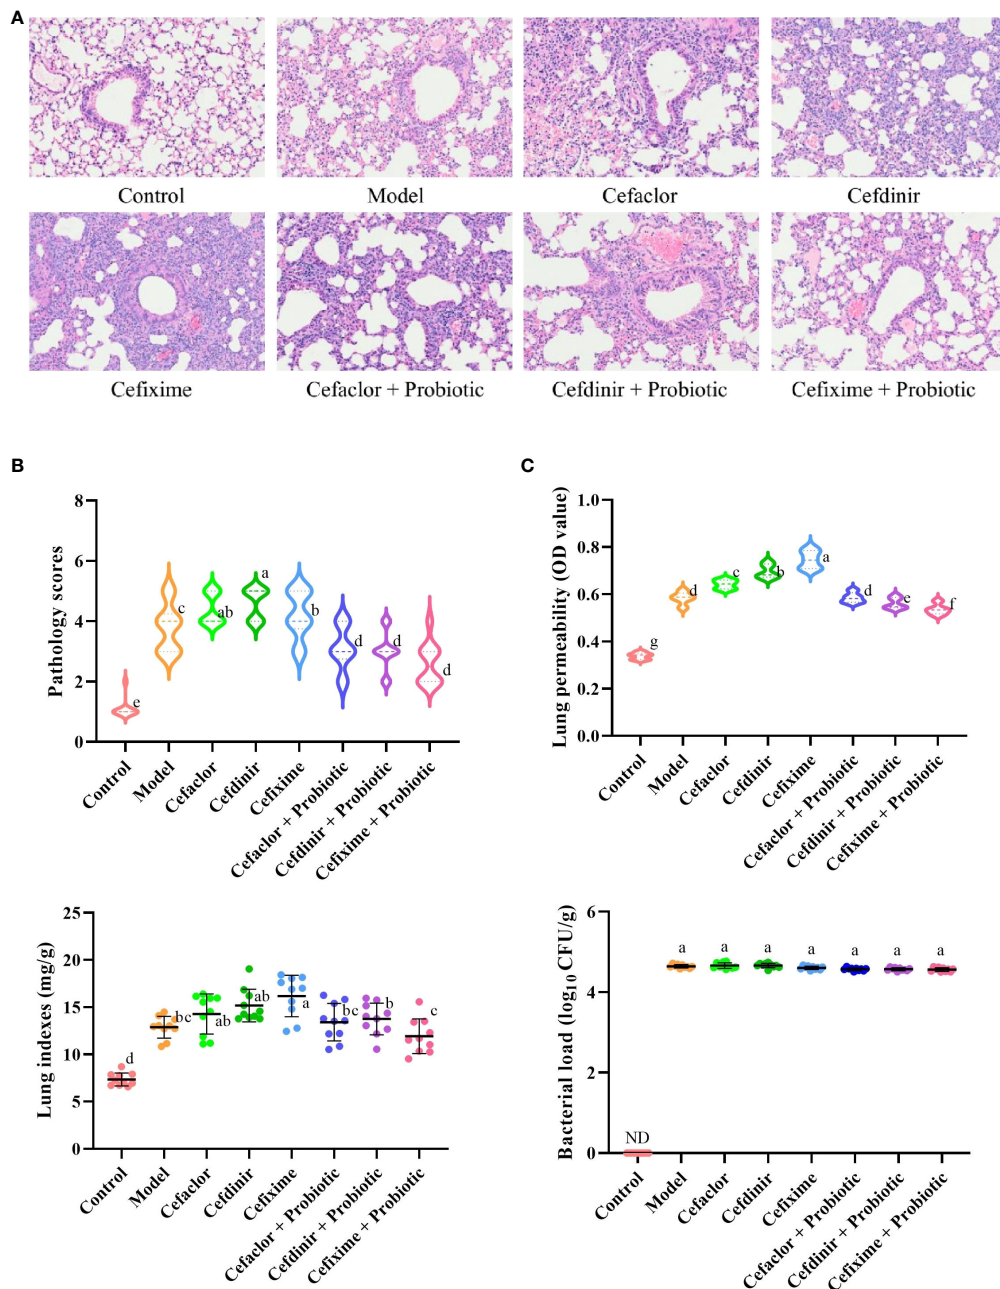 A
Control
Model
Cefaclor
Cefdinir
Cefixime
Cefaclor + Probiotic
Cefdinir + Probiotic
Cefixime + Probiotic
B
Pathology scores
8
6
4
2
0
e
c
ab
a
b
d
d
d
Control
Model
Cefaclor
Cefdinir
Cefixime
Cefaclor + Probiotic
Cefdinir + Probiotic
Cefixime + Probiotic
C
Lung permeability (OD value)
1.0
0.8
0.6
0.4
0.2
0.0
g
d
c
b
a
d
e
f
Control
Model
Cefaclor
Cefdinir
Cefixime
Cefaclor + Probiotic
Cefdinir + Probiotic
Cefixime + Probiotic
Lung indexes (mg/g)
25
20
15
10
5
0
d
bc
ab
ab
a
bc
b
c
Control
Model
Cefaclor
Cefdinir
Cefixime
Cefaclor + Probiotic
Cefdinir + Probiotic
Cefixime + Probiotic
Bacterial load (log10 CFU/g)
6
4
2
0
ND
a
a
a
a
a
a
a
Control
Model
Cefaclor
Cefdinir
Cefixime
Cefaclor + Probiotic
Cefdinir + Probiotic
Cefixime + Probiotic